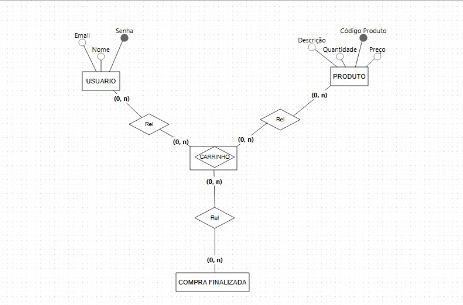 Email
Senha
Nome
USUARIO
Código Produto
Descrição
Quantidade
Preço
PRODUTO
(0, n)
(0, n)
Rel
Rel
(0, n)
(0, n)
CARRINHO
(0, n)
Rel
(0, n)
COMPRA FINALIZADA